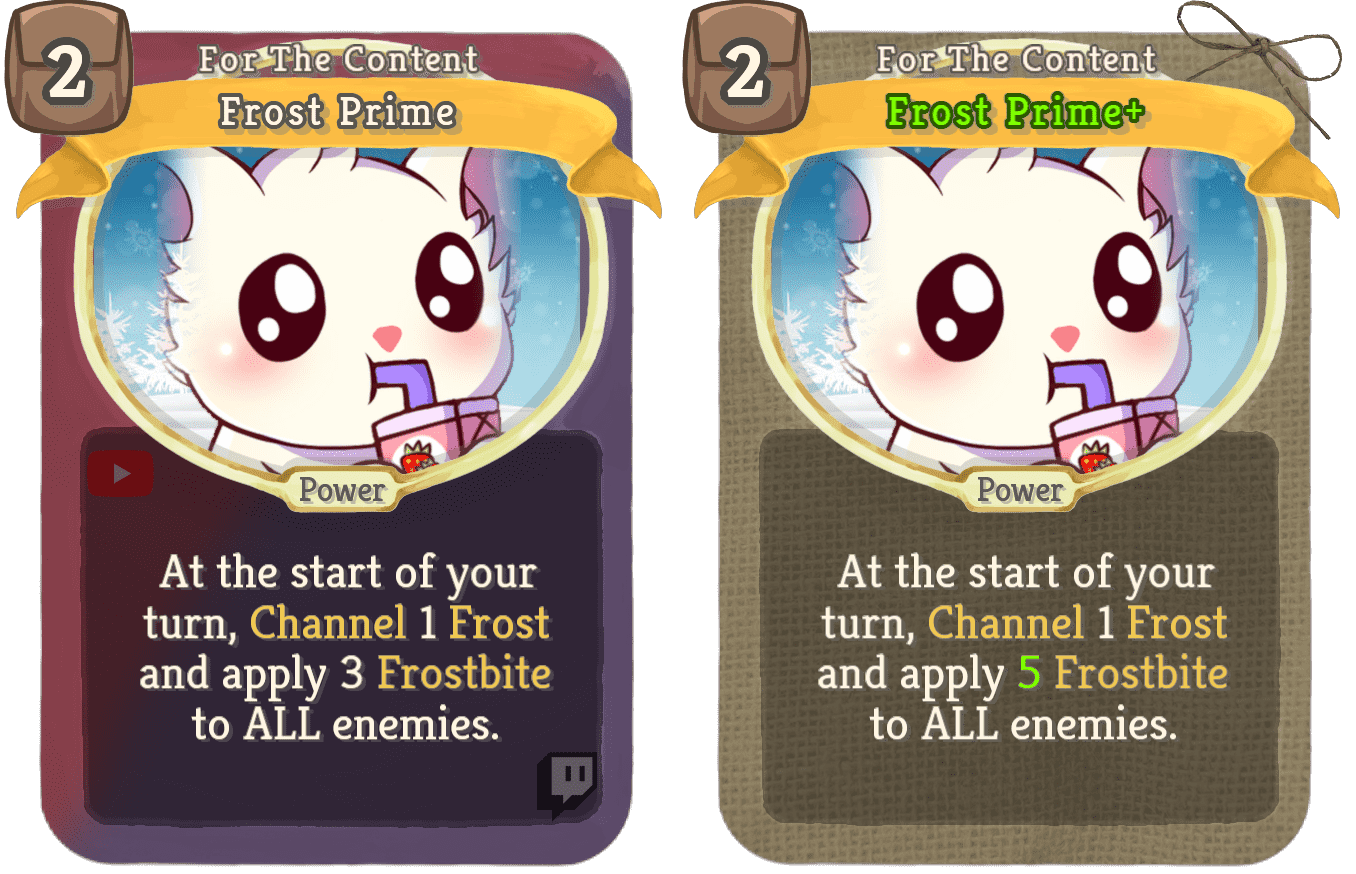 2
For The Content
Frost Prime
Power
At the start of your
turn, Channel 1 Frost
and apply 3 Frostbite
to ALL enemies.
2
For The Content
Frost Prime+
Power
At the start of your
turn, Channel 1 Frost
and apply 5 Frostbite
to ALL enemies.